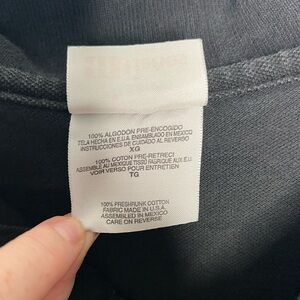 100% ALGODON PRE-ENCOGIDO
TELA HECHA EN E.U.A. ENSAMBLADO EN MEXICO
INSTRUCCIONES DE CUIDADO AL REVERSO
XG
100% COTON PRE-RETRECI
ASSEMBLE AU MEXIQUE TISSU FABRIQUE AUX E.U.
VOIR VERSO POUR ENTRETIEN
TG
100% PRESHRUNK COTTON
FABRIC MADE IN U.S.A.
ASSEMBLED IN MEXICO
CARE ON REVERSE